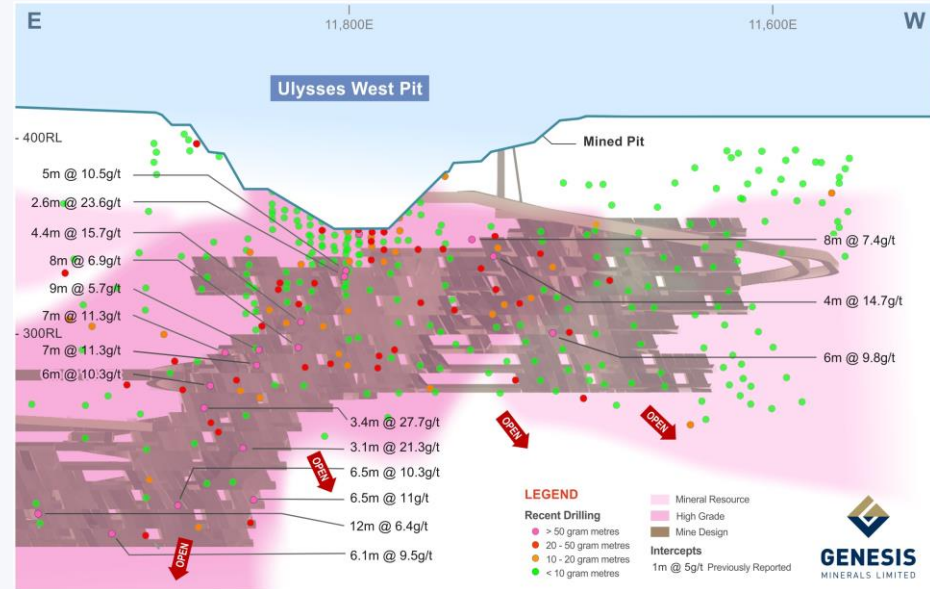 E
11,800E
11,600E
W
Ulysses West Pit
- 400RL
Mined Pit
5m @ 10.5g/t
2.6m @ 23.6g/t
4.4m @ 15.7g/t
8m @ 6.9g/t
9m @ 5.7g/t
7m @ 11.3g/t
- 300RL
7m @ 11.3g/t
6m @ 10.3g/t
8m @ 7.4g/t
4m @ 14.7g/t
6m @ 9.8g/t
3.4m @ 27.7g/t
3.1m @ 21.3g/t
6.5m @ 10.3g/t
6.5m @ 11g/t
12m @ 6.4g/t
6.1m @ 9.5g/t
OPEN
OPEN
OPEN
OPEN
LEGEND
Recent Drilling
> 50 gram metres
20 - 50 gram metres
10 - 20 gram metres
< 10 gram metres
Mineral Resource
High Grade
Mine Design
Intercepts
1m @ 5g/t Previously Reported
GENESIS
MINERALS LIMITED